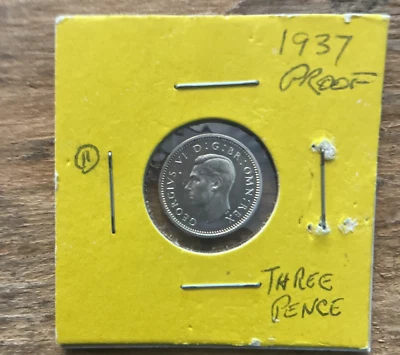 1937
PROOF
11
GEORGIVS VI D:G:BR:OMN:REX
THREE
PENCE